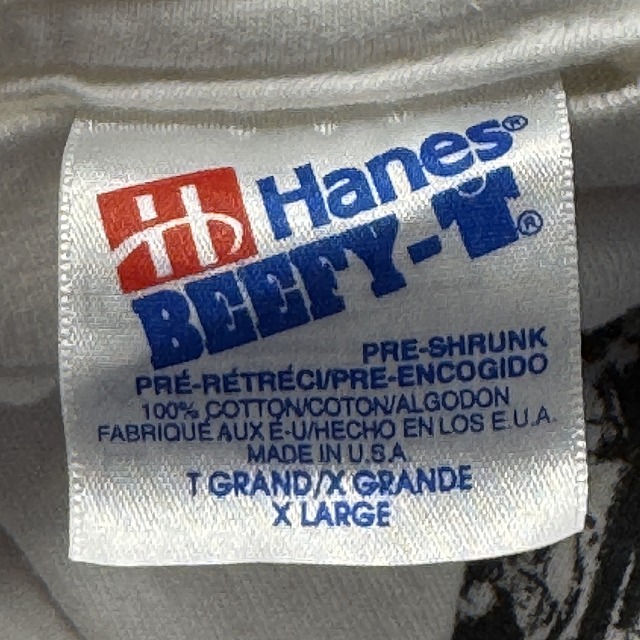 Hanes®
BEEFY-T®
PRE-SHRUNK
PRÉ-RÉTRÉCI/PRE-ENCOGIDO
100% COTTON/COTON/ALGODON
FABRIQUÉ AUX É-U/HECHO EN LOS E.U.A.
MADE IN U.S.A.
T GRAND/X GRANDE
X LARGE